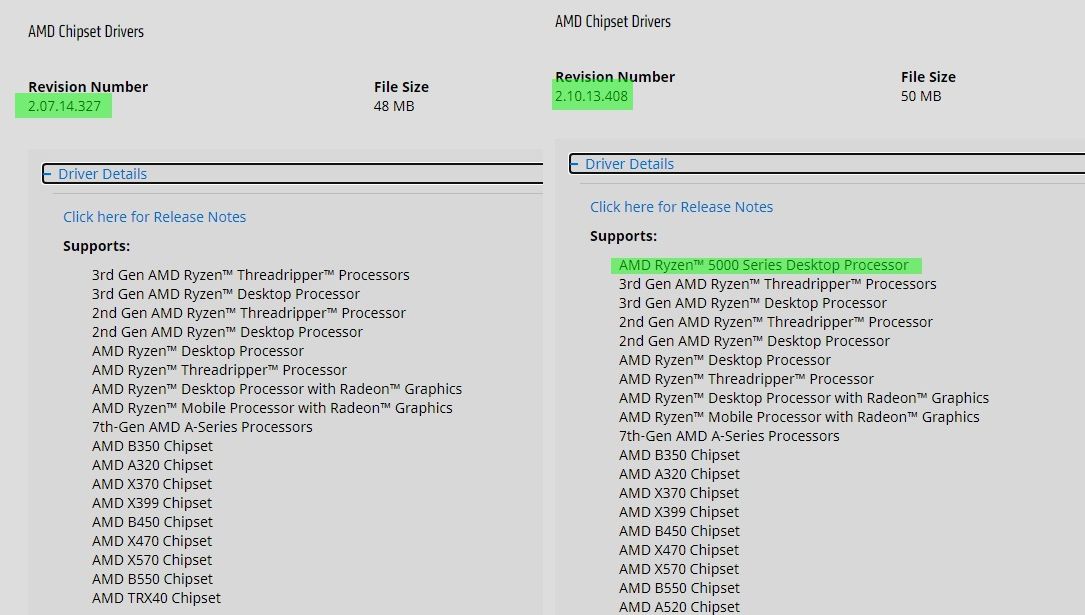 AMD Chipset Drivers
Revision Number File Size
2.07.14.327 48 MB
Driver Details
Click here for Release Notes
Supports:
3rd Gen AMD Ryzen™ Threadripper™ Processors
3rd Gen AMD Ryzen™ Desktop Processor
2nd Gen AMD Ryzen™ Threadripper™ Processor
2nd Gen AMD Ryzen™ Desktop Processor
AMD Ryzen™ Desktop Processor
AMD Ryzen™ Threadripper™ Processor
AMD Ryzen™ Desktop Processor with Radeon™ Graphics
AMD Ryzen™ Mobile Processor with Radeon™ Graphics
7th-Gen AMD A-Series Processors
AMD B350 Chipset
AMD A320 Chipset
AMD X370 Chipset
AMD X399 Chipset
AMD B450 Chipset
AMD X470 Chipset
AMD X570 Chipset
AMD B550 Chipset
AMD TRX40 Chipset
AMD Chipset Drivers
Revision Number File Size
2.10.13.408 50 MB
Driver Details
Click here for Release Notes
Supports:
AMD Ryzen™ 5000 Series Desktop Processor
3rd Gen AMD Ryzen™ Threadripper™ Processors
3rd Gen AMD Ryzen™ Desktop Processor
2nd Gen AMD Ryzen™ Threadripper™ Processor
2nd Gen AMD Ryzen™ Desktop Processor
AMD Ryzen™ Desktop Processor
AMD Ryzen™ Threadripper™ Processor
AMD Ryzen™ Desktop Processor with Radeon™ Graphics
AMD Ryzen™ Mobile Processor with Radeon™ Graphics
7th-Gen AMD A-Series Processors
AMD B350 Chipset
AMD A320 Chipset
AMD X370 Chipset
AMD X399 Chipset
AMD B450 Chipset
AMD X470 Chipset
AMD X570 Chipset
AMD B550 Chipset
AMD A520 Chipset